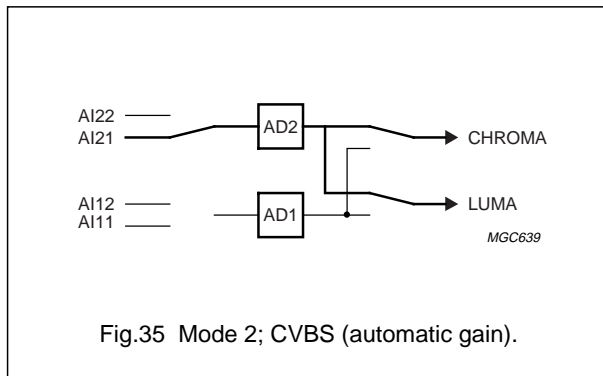 AI22
AI21
AD2
CHROMA
AI12
AI11
AD1
LUMA
MGC639
Fig.35 Mode 2; CVBS (automatic gain).